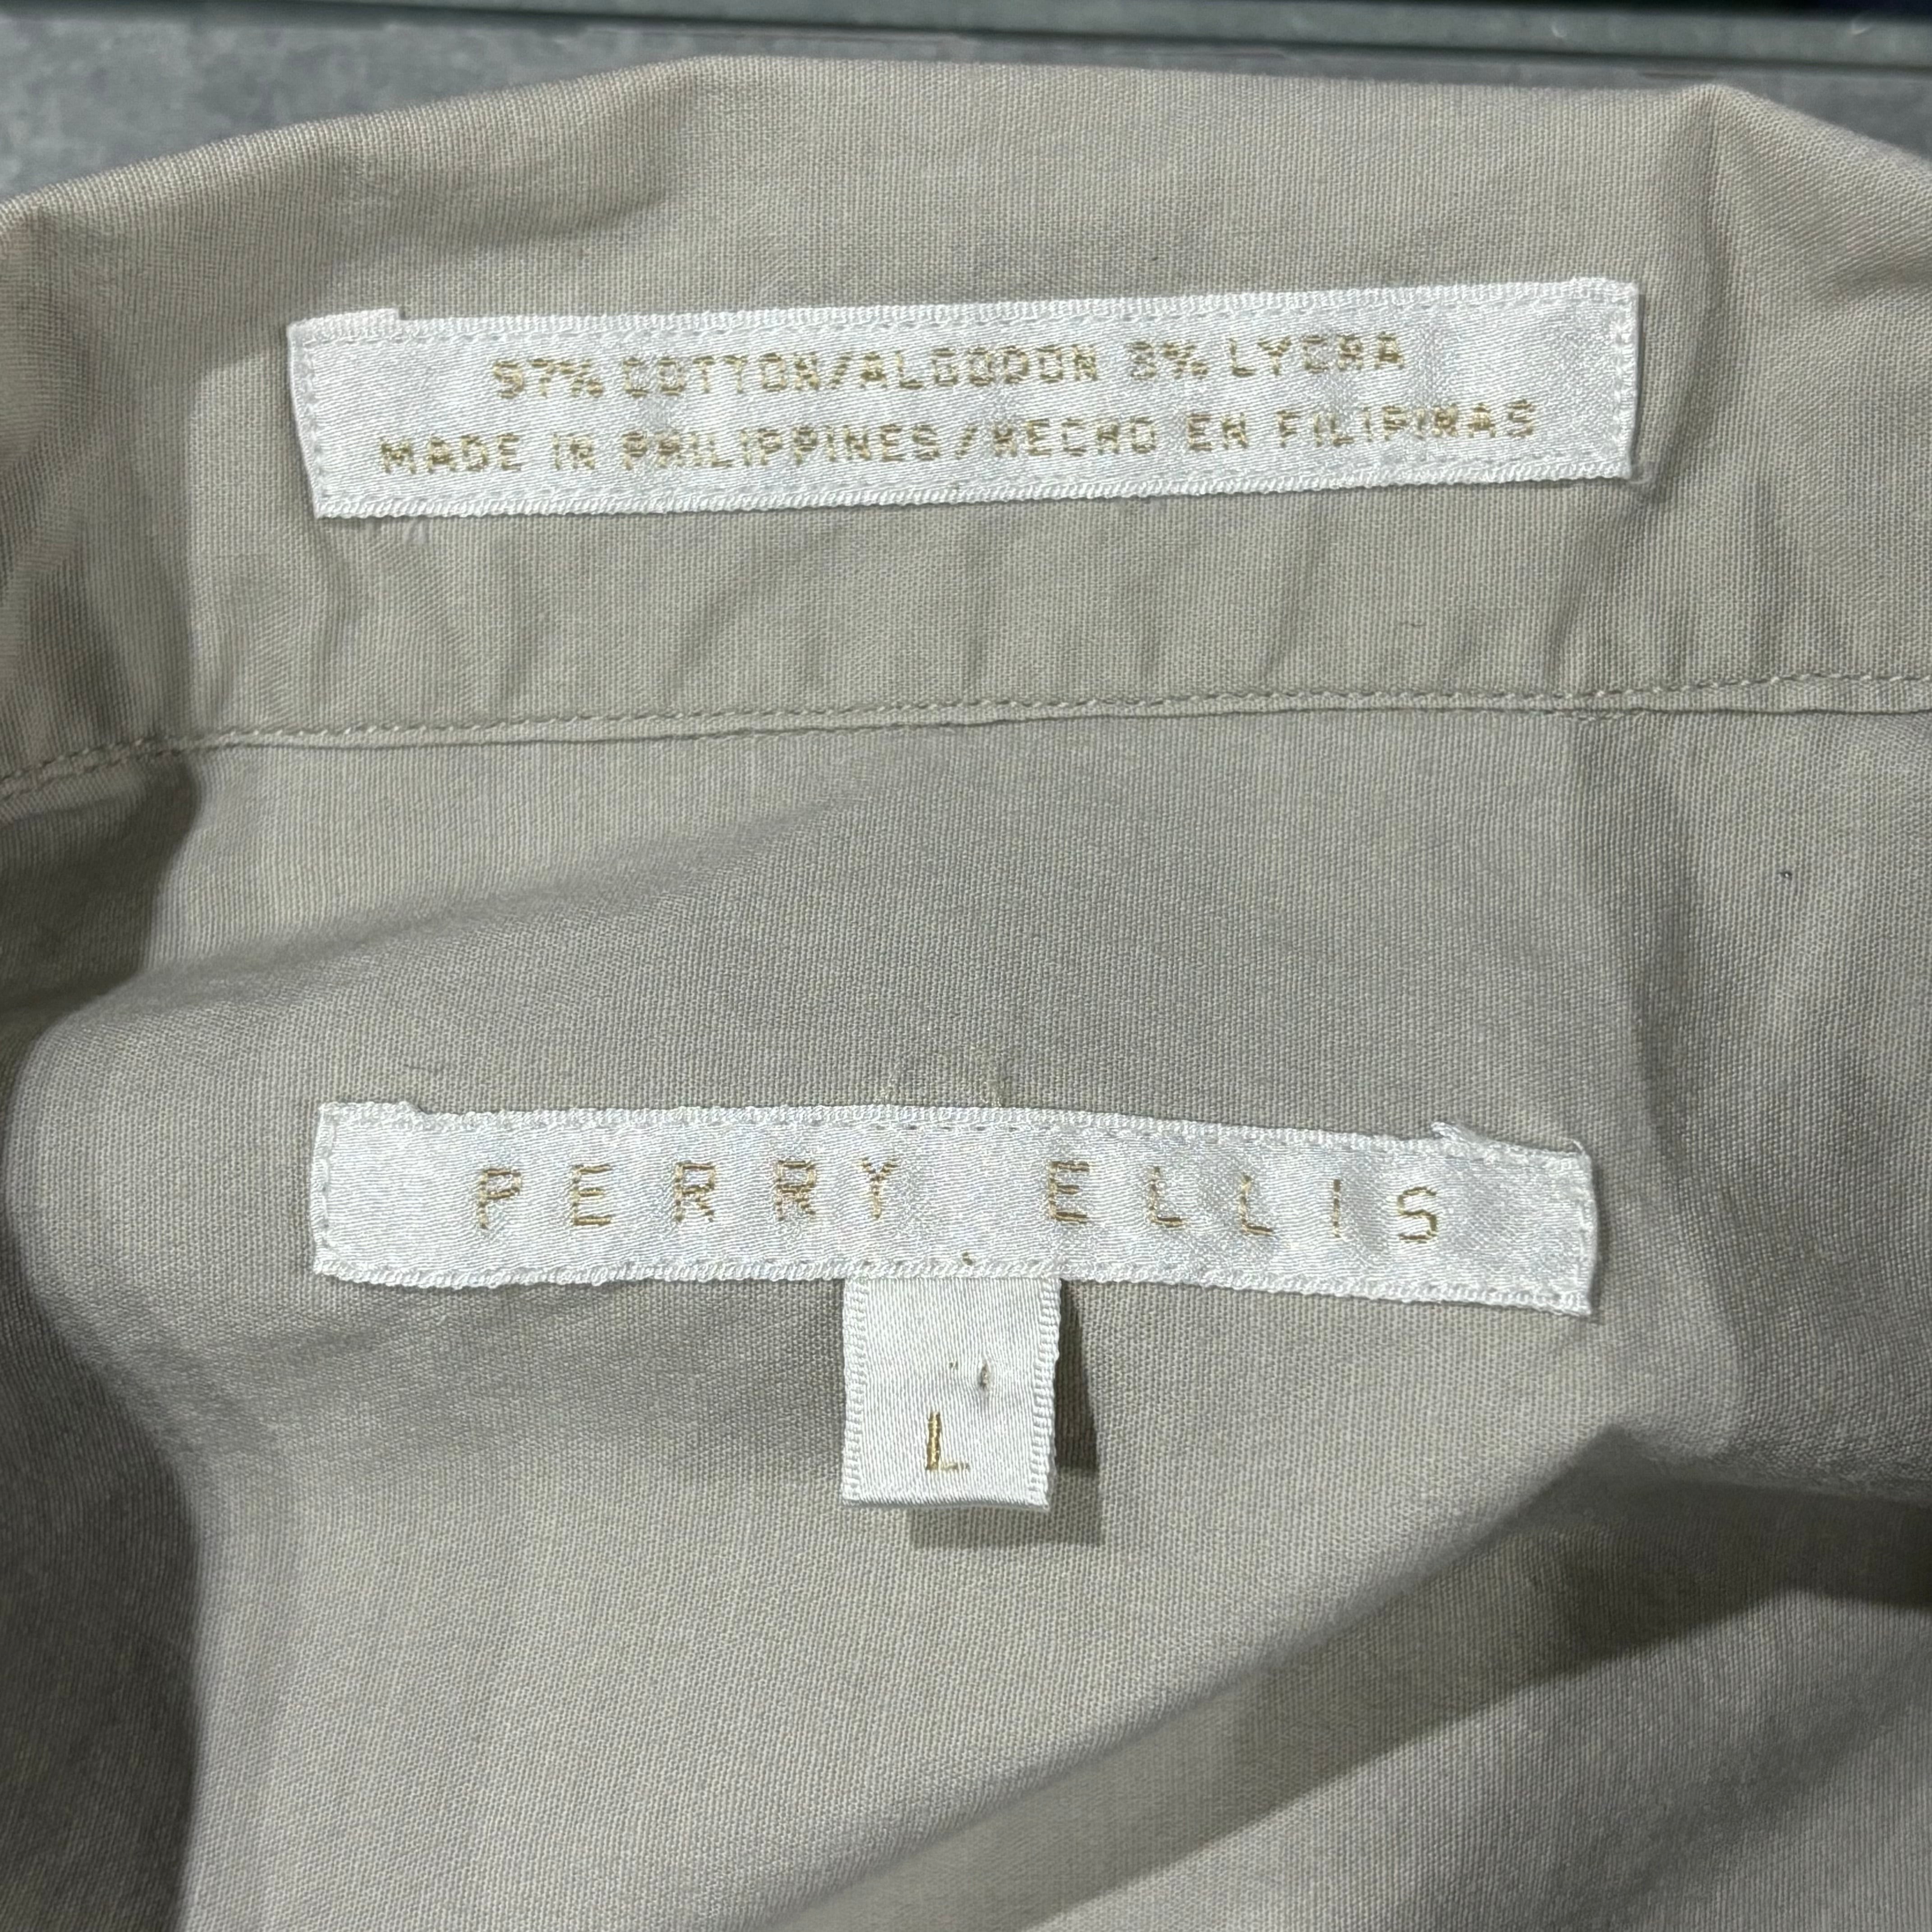 97% COTTON/ALGODON 3% LYCRA
MADE IN PHILIPPINES/HECHO EN FILIPINAS
PERRY ELLIS
L